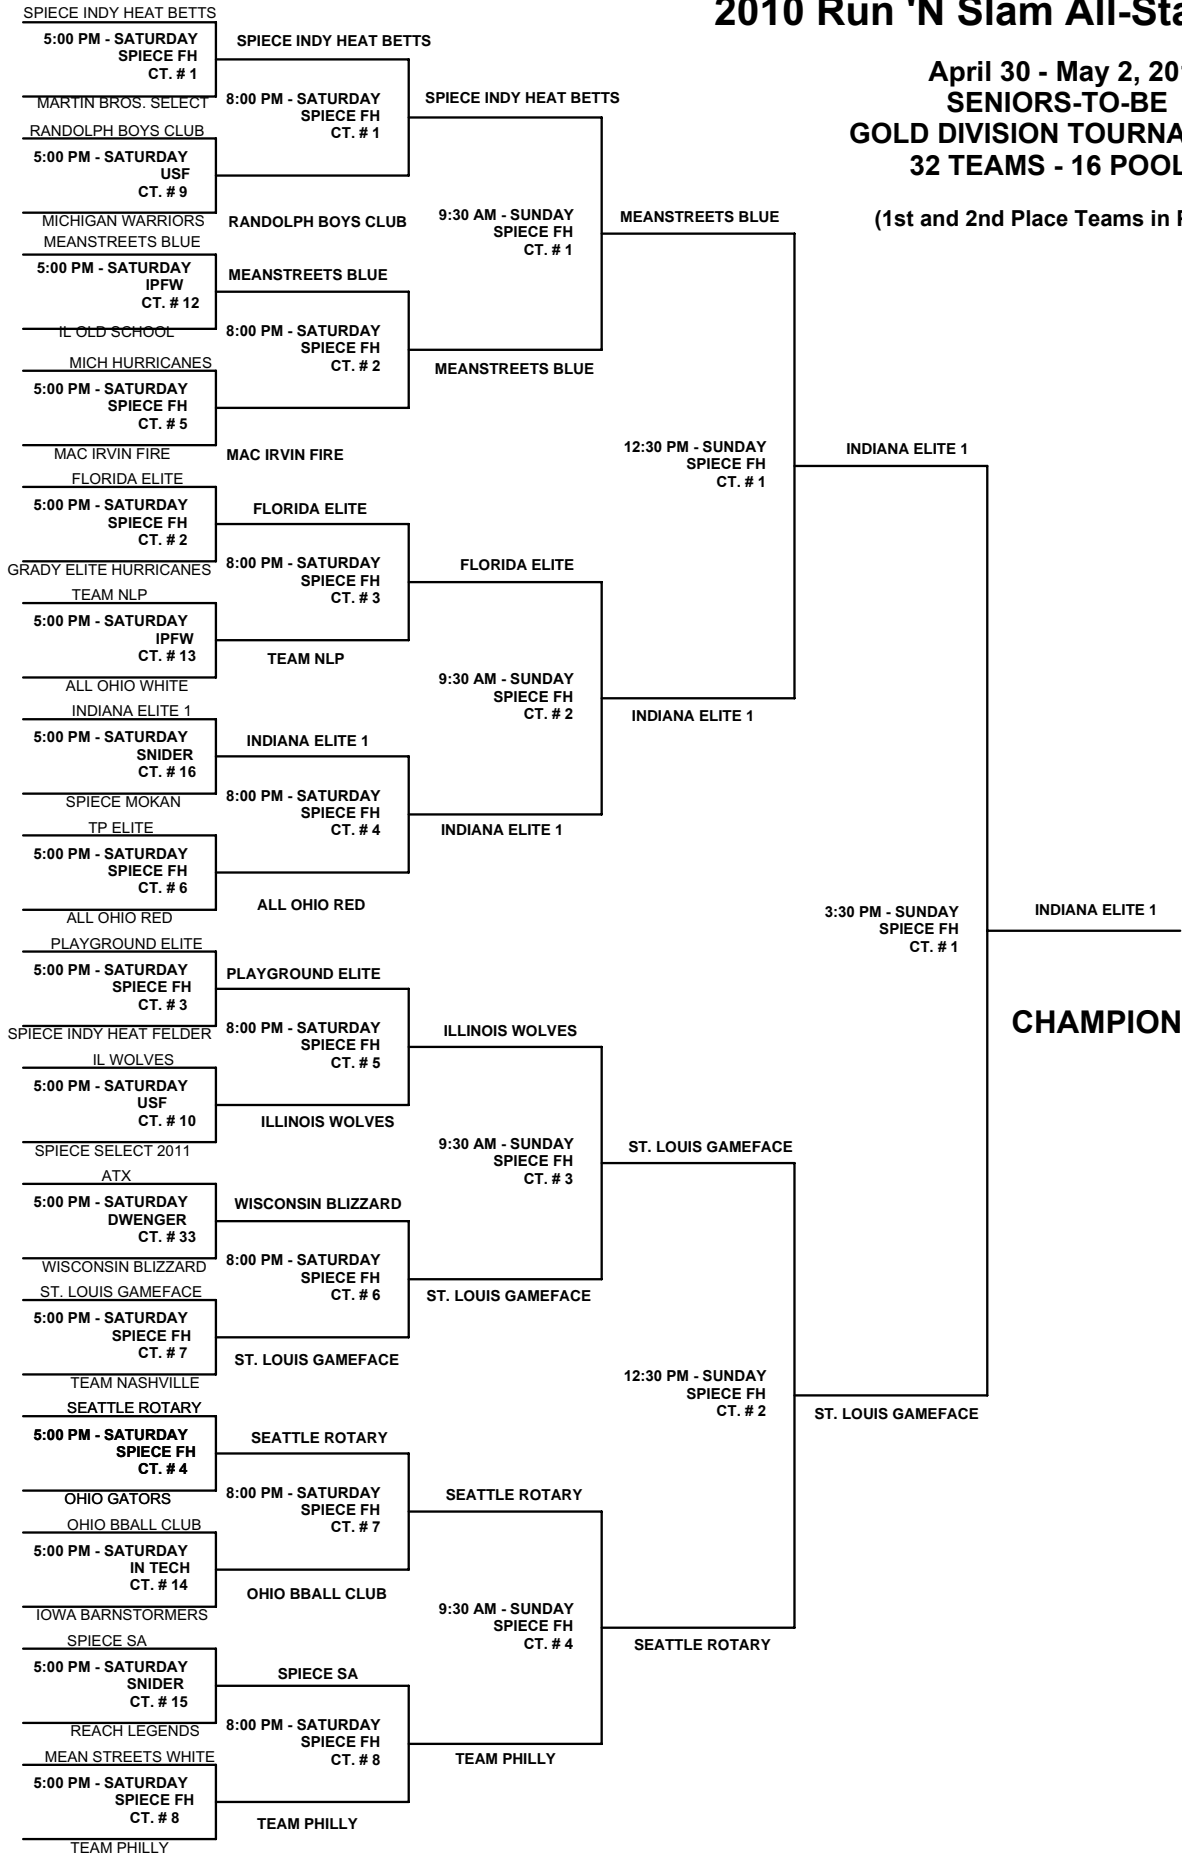 2010 Run 'N Slam All-Sta
April 30 - May 2, 20
SENIORS-TO-BE
GOLD DIVISION TOURNA
32 TEAMS - 16 POOL
(1st and 2nd Place Teams in
SPIECE INDY HEAT BETTS
5:00 PM - SATURDAY
SPIECE FH
CT. # 1
MARTIN BROS. SELECT
RANDOLPH BOYS CLUB
5:00 PM - SATURDAY
USF
CT. # 9
MICHIGAN WARRIORS
MEANSTREETS BLUE
5:00 PM - SATURDAY
IPFW
CT. # 12
IL OLD SCHOOL
MICH HURRICANES
5:00 PM - SATURDAY
SPIECE FH
CT. # 5
MAC IRVIN FIRE
FLORIDA ELITE
5:00 PM - SATURDAY
SPIECE FH
CT. # 2
GRADY ELITE HURRICANES
TEAM NLP
5:00 PM - SATURDAY
IPFW
CT. # 13
ALL OHIO WHITE
INDIANA ELITE 1
5:00 PM - SATURDAY
SNIDER
CT. # 16
SPIECE MOKAN
TP ELITE
5:00 PM - SATURDAY
SPIECE FH
CT. # 6
ALL OHIO RED
PLAYGROUND ELITE
5:00 PM - SATURDAY
SPIECE FH
CT. # 3
SPIECE INDY HEAT FELDER
IL WOLVES
5:00 PM - SATURDAY
USF
CT. # 10
SPIECE SELECT 2011
ATX
5:00 PM - SATURDAY
DWENGER
CT. # 33
WISCONSIN BLIZZARD
ST. LOUIS GAMEFACE
5:00 PM - SATURDAY
SPIECE FH
CT. # 7
TEAM NASHVILLE
SEATTLE ROTARY
5:00 PM - SATURDAY
SPIECE FH
CT. # 4
OHIO GATORS
OHIO BBALL CLUB
5:00 PM - SATURDAY
IN TECH
CT. # 14
IOWA BARNSTORMERS
SPIECE SA
5:00 PM - SATURDAY
SNIDER
CT. # 15
REACH LEGENDS
MEAN STREETS WHITE
5:00 PM - SATURDAY
SPIECE FH
CT. # 8
TEAM PHILLY
SPIECE INDY HEAT BETTS
8:00 PM - SATURDAY
SPIECE FH
CT. # 1
RANDOLPH BOYS CLUB
MEANSTREETS BLUE
8:00 PM - SATURDAY
SPIECE FH
CT. # 2
MAC IRVIN FIRE
FLORIDA ELITE
8:00 PM - SATURDAY
SPIECE FH
CT. # 3
TEAM NLP
INDIANA ELITE 1
8:00 PM - SATURDAY
SPIECE FH
CT. # 4
ALL OHIO RED
PLAYGROUND ELITE
8:00 PM - SATURDAY
SPIECE FH
CT. # 5
ILLINOIS WOLVES
WISCONSIN BLIZZARD
8:00 PM - SATURDAY
SPIECE FH
CT. # 6
ST. LOUIS GAMEFACE
SEATTLE ROTARY
8:00 PM - SATURDAY
SPIECE FH
CT. # 7
OHIO BBALL CLUB
SPIECE SA
8:00 PM - SATURDAY
SPIECE FH
CT. # 8
TEAM PHILLY
SPIECE INDY HEAT BETTS
9:30 AM - SUNDAY
SPIECE FH
CT. # 1
MEANSTREETS BLUE
FLORIDA ELITE
9:30 AM - SUNDAY
SPIECE FH
CT. # 2
INDIANA ELITE 1
ILLINOIS WOLVES
9:30 AM - SUNDAY
SPIECE FH
CT. # 3
ST. LOUIS GAMEFACE
SEATTLE ROTARY
9:30 AM - SUNDAY
SPIECE FH
CT. # 4
TEAM PHILLY
MEANSTREETS BLUE
12:30 PM - SUNDAY
SPIECE FH
CT. # 1
INDIANA ELITE 1
ST. LOUIS GAMEFACE
12:30 PM - SUNDAY
SPIECE FH
CT. # 2
SEATTLE ROTARY
INDIANA ELITE 1
3:30 PM - SUNDAY
SPIECE FH
CT. # 1
ST. LOUIS GAMEFACE
INDIANA ELITE 1
CHAMPION